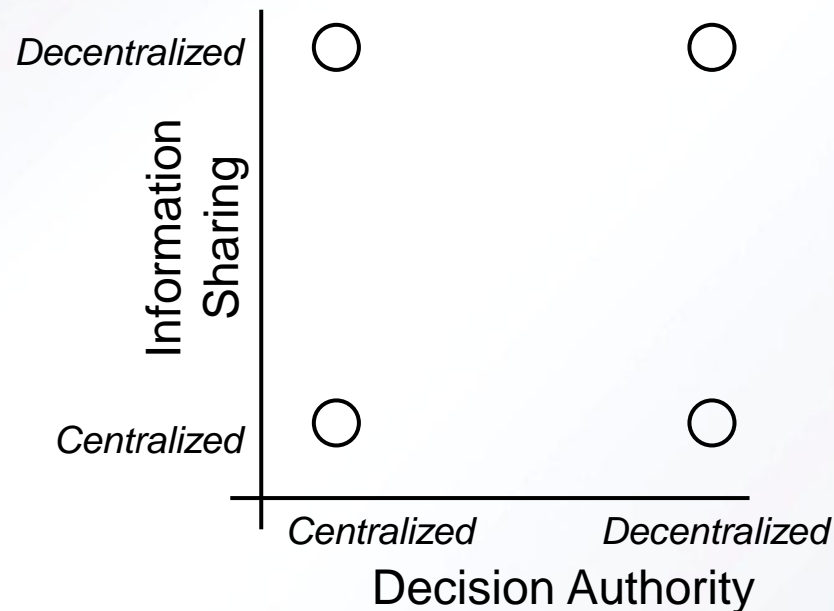 Decentralized
Information
Sharing
Centralized
Centralized
Decentralized
Decision Authority